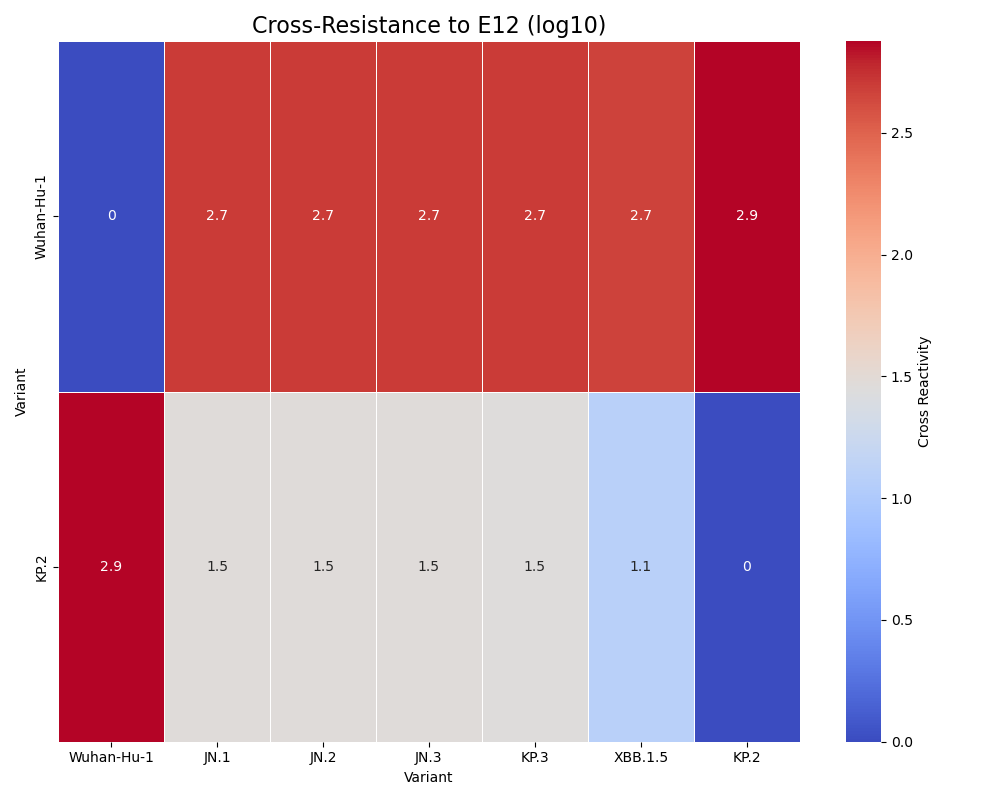 Cross-Resistance to E12 (log10)
Wuhan-Hu-1
0 2.7 2.7 2.7 2.7 2.7 2.9
KP.2
2.9 1.5 1.5 1.5 1.5 1.1 0
Variant
Wuhan-Hu-1 JN.1 JN.2 JN.3 KP.3 XBB.1.5 KP.2
Variant
2.5
2.0
1.5
1.0
0.5
0.0
Cross Reactivity